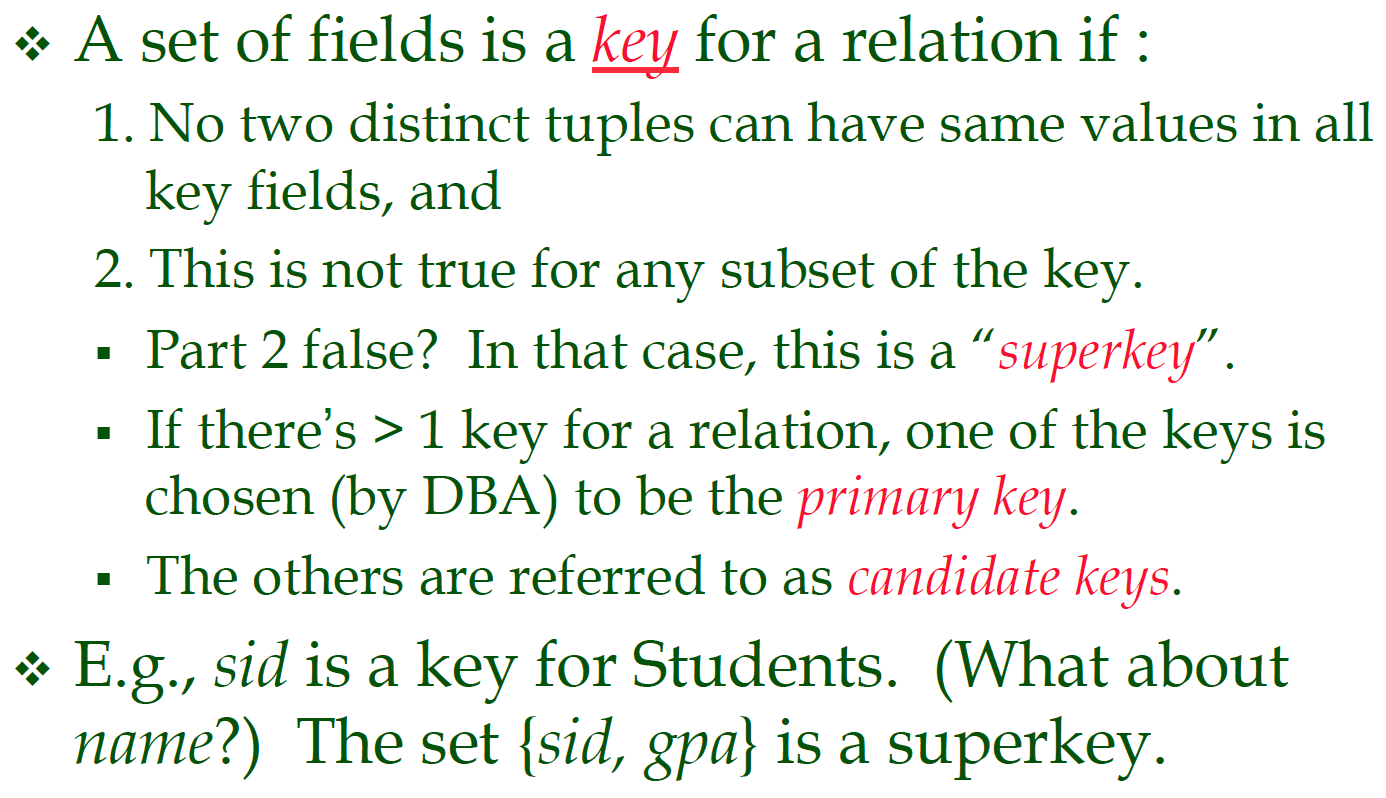 ❖ A set of fields is a key for a relation if :
1. No two distinct tuples can have same values in all
key fields, and
2. This is not true for any subset of the key.
▪ Part 2 false? In that case, this is a “superkey”.
▪ If there’s > 1 key for a relation, one of the keys is
chosen (by DBA) to be the primary key.
▪ The others are referred to as candidate keys.
❖ E.g., sid is a key for Students. (What about
name?) The set {sid, gpa} is a superkey.